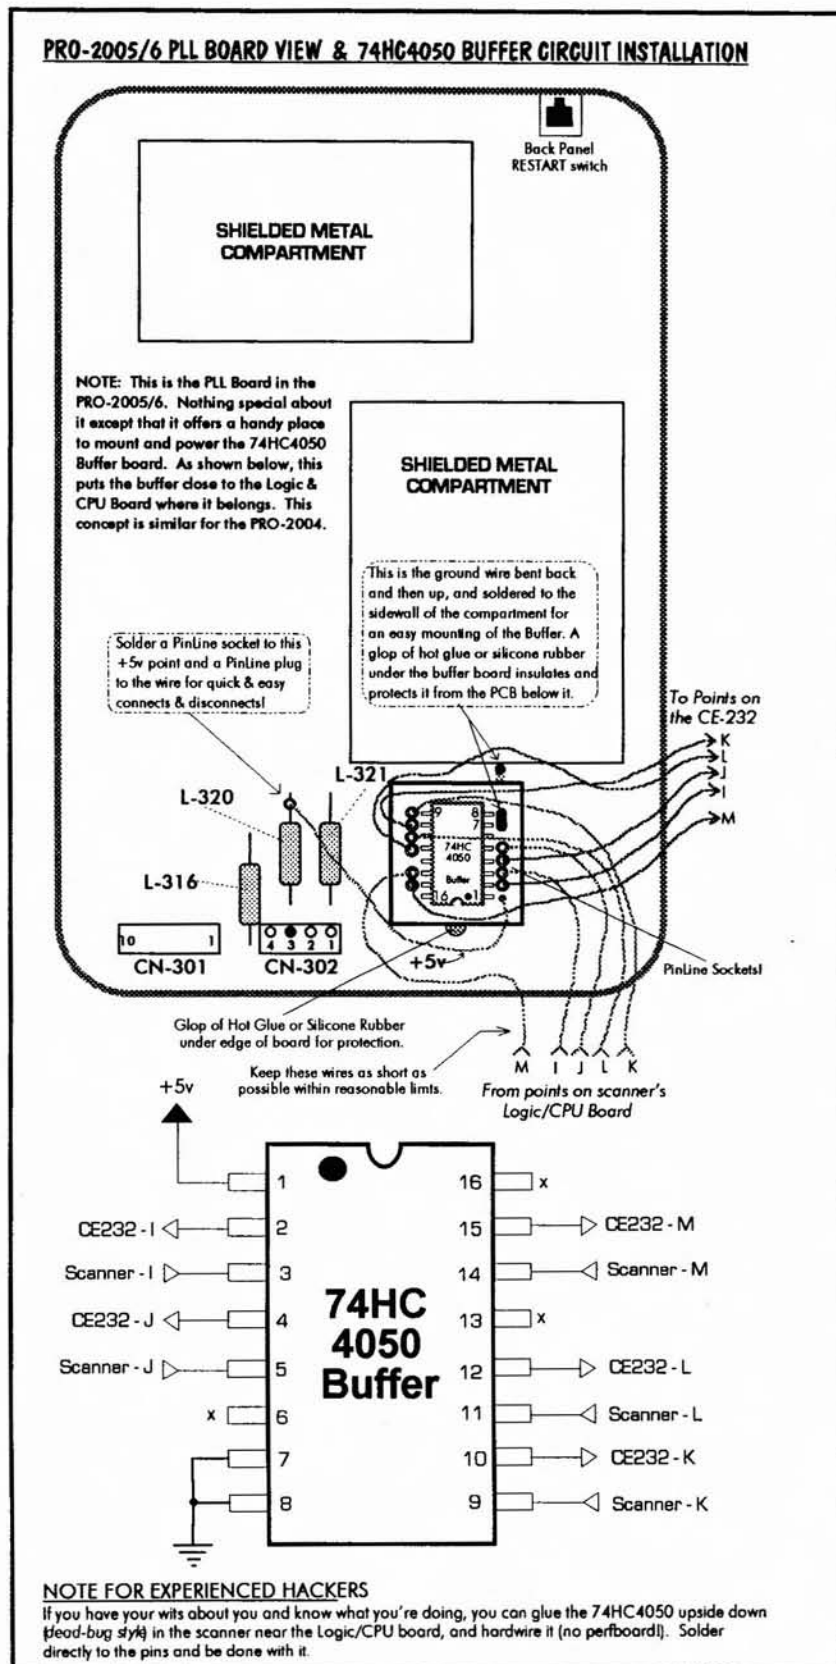 PRO-2005/6 PLL BOARD VIEW & 74HC4050 BUFFER CIRCUIT INSTALLATION
Back Panel
RESTART switch
SHIELDED METAL
COMPARTMENT
NOTE: This is the PLL Board in the
PRO-2005/6. Nothing special about
it except that it offers a handy place
to mount and power the 74HC4050
Buffer board. As shown below, this
puts the buffer close to the Logic &
CPU Board where it belongs. This
concept is similar for the PRO-2004.
SHIELDED METAL
COMPARTMENT
This is the ground wire bent back
and then up, and soldered to the
sidewall of the compartment for
an easy mounting of the Buffer. A
glop of hot glue or silicone rubber
under the buffer board insulates and
protects it from the PCB below it.
Solder a PinLine socket to this
+5v point and a PinLine plug
to the wire for quick & easy
connects & disconnects!
To Points on
the CE-232
K
L
J
I
M
L-321
L-320
L-316
9 8
7
74HC
4050
Buffer
16 1
10 1
CN-301
4 3 2 1
CN-302
+5v
PinLine Sockets!
Glop of Hot Glue or Silicone Rubber
under edge of board for protection.
Keep these wires as short as
possible within reasonable limts.
M I J L K
From points on scanner's
Logic/CPU Board
+5v
1 16 x
CE232 - I 2 15 CE232 - M
Scanner - I 3 14 Scanner - M
CE232 - J 4 13 x
Scanner - J 5 12 CE232 - L
x 6 11 Scanner - L
7 10 CE232 - K
8 9 Scanner - K
74HC
4050
Buffer
NOTE FOR EXPERIENCED HACKERS
If you have your wits about you and know what you're doing, you can glue the 74HC4050 upside down
(dead-bug style) in the scanner near the Logic/CPU board, and hardwire it (no perfboard!). Solder
directly to the pins and be done with it.